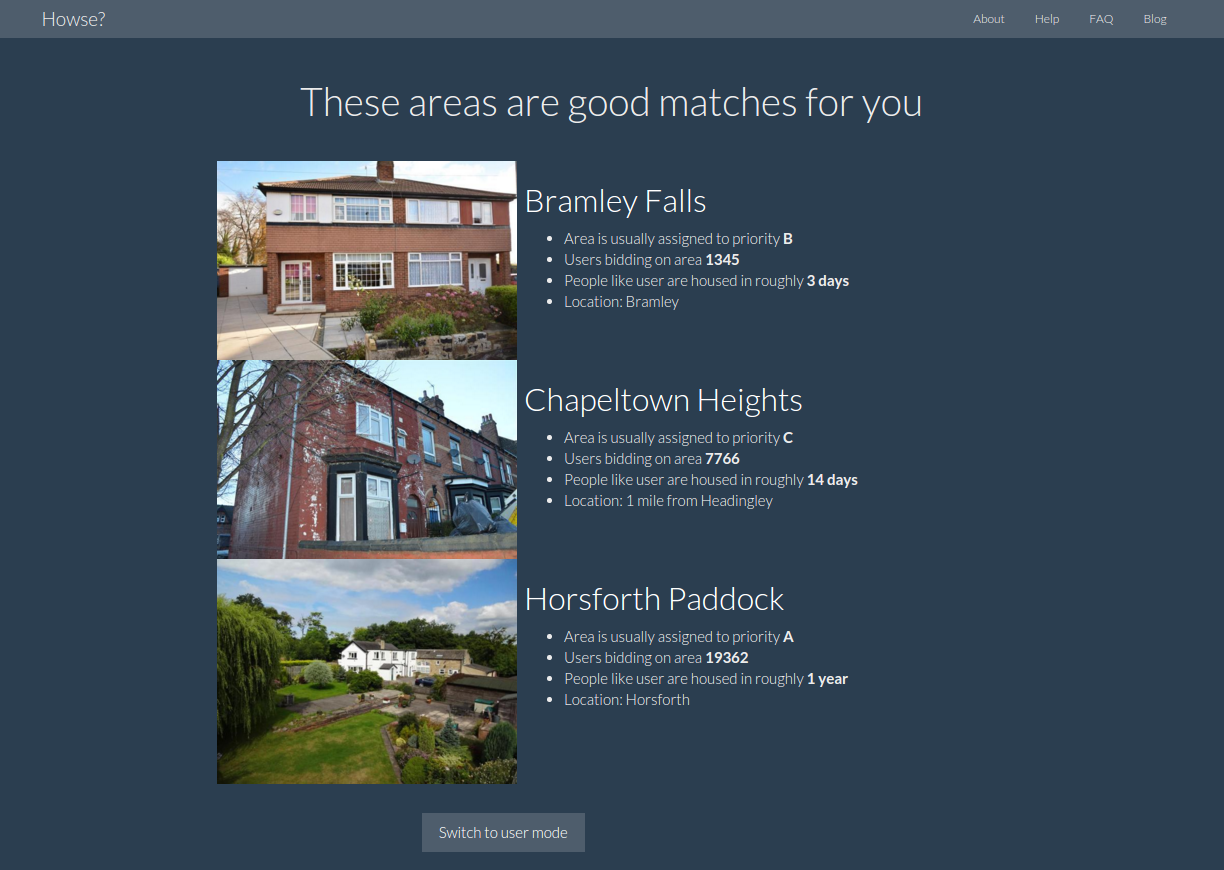 Howse?
About Help FAQ Blog
These areas are good matches for you
Bramley Falls
Area is usually assigned to priority B
Users bidding on area 1345
People like user are housed in roughly 3 days
Location: Bramley
Chapeltown Heights
Area is usually assigned to priority C
Users bidding on area 7766
People like user are housed in roughly 14 days
Location: 1 mile from Headingley
Horsforth Paddock
Area is usually assigned to priority A
Users bidding on area 19362
People like user are housed in roughly 1 year
Location: Horsforth
Switch to user mode